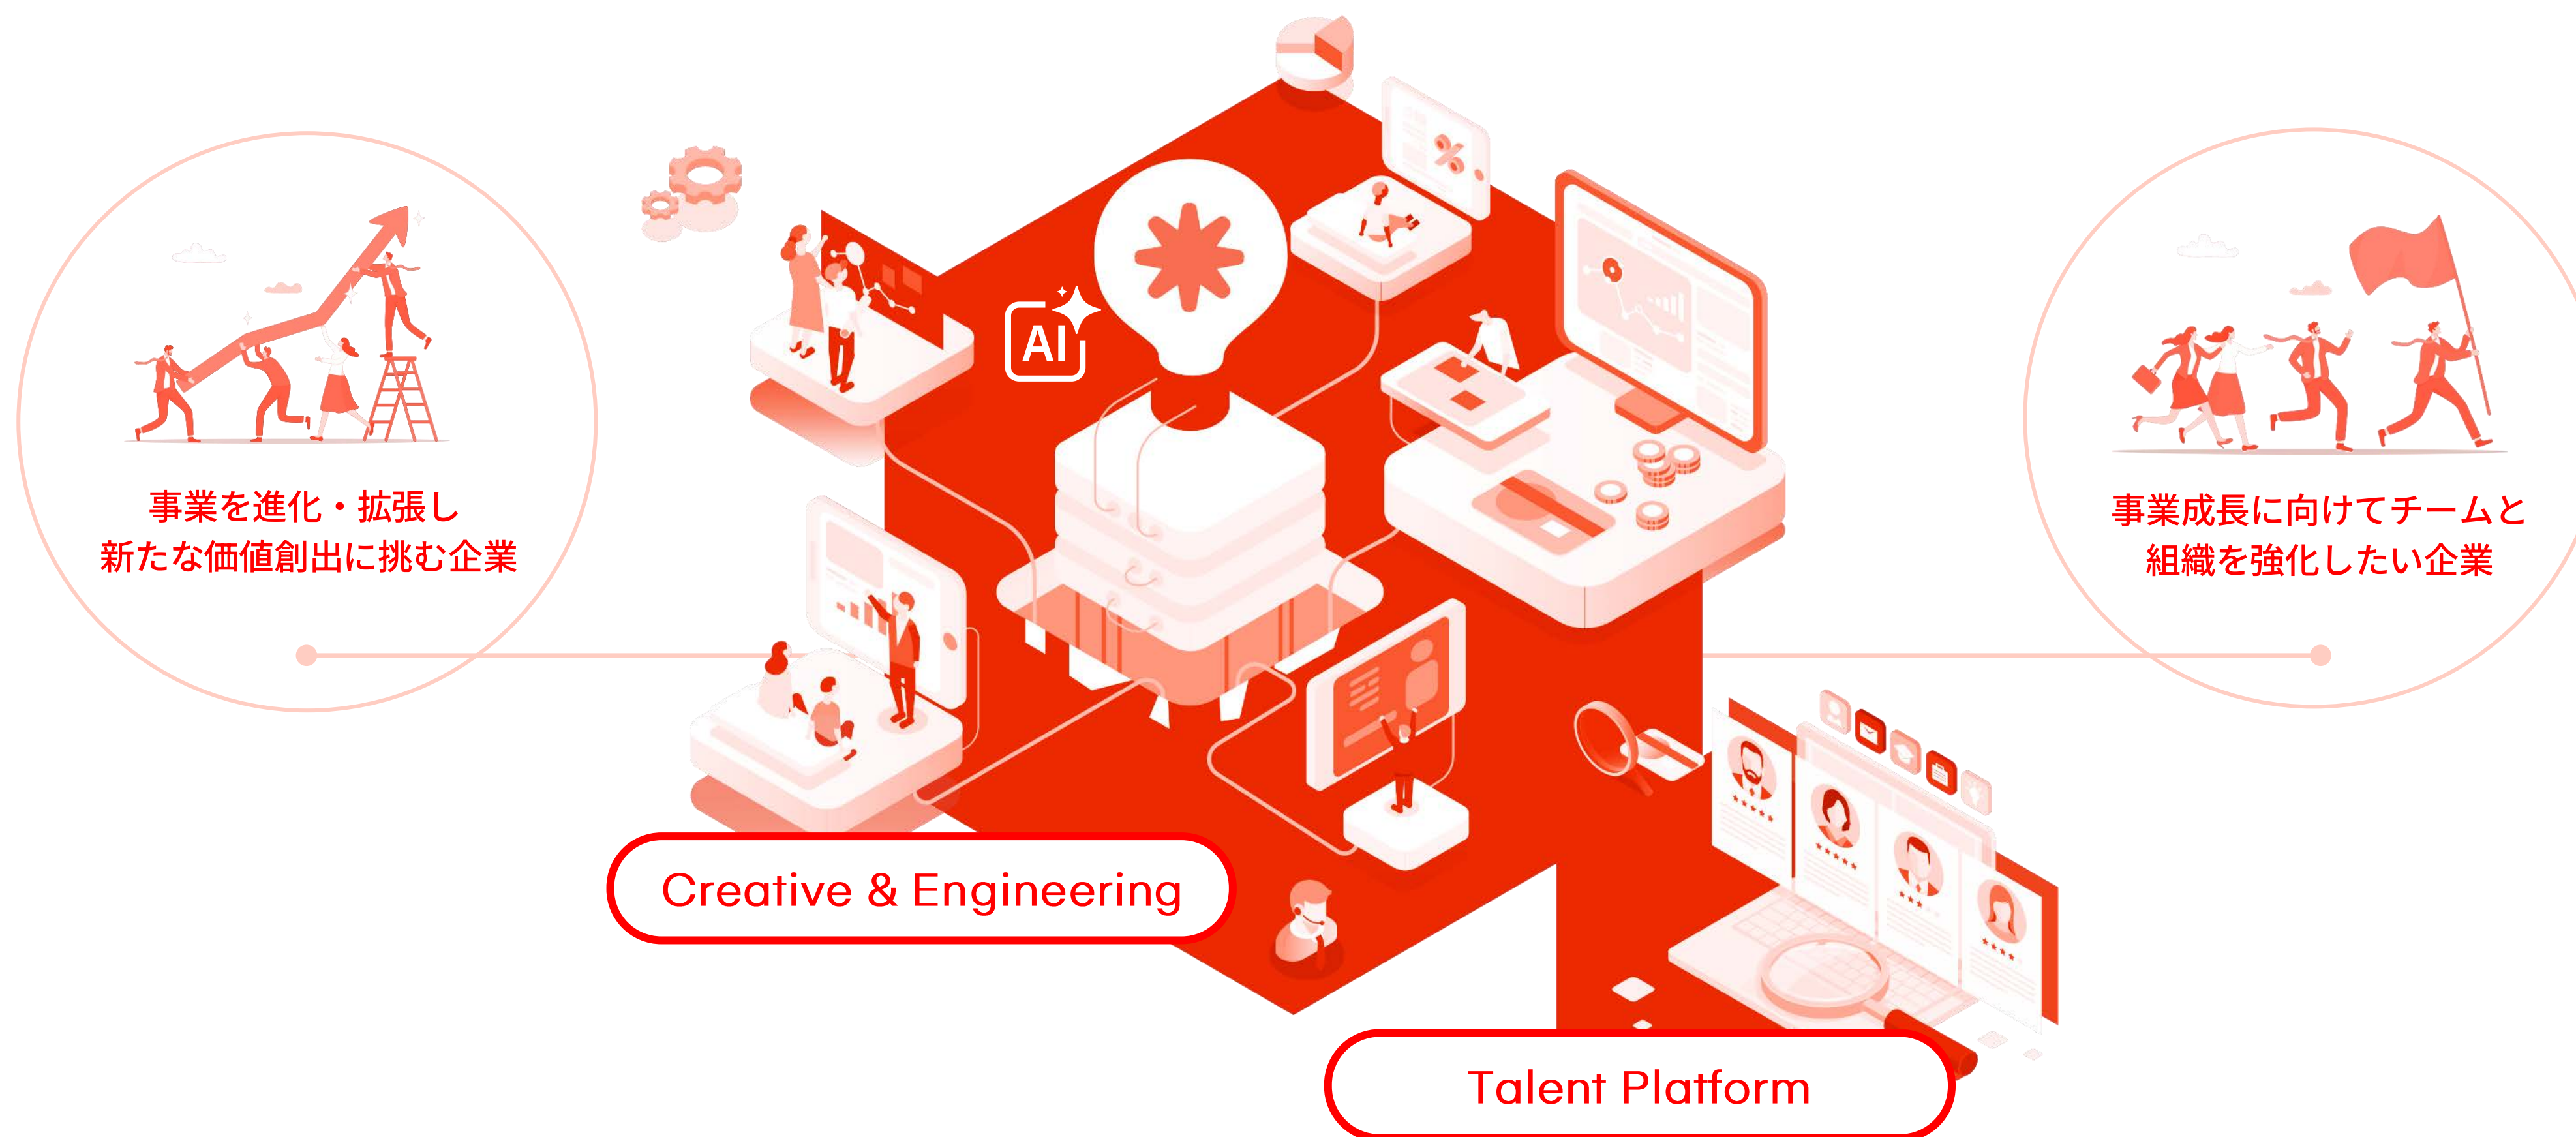 事業を進化・拡張し
新たな価値創出に挑む企業
AI
%
事業成長に向けてチームと
組織を強化したい企業
Creative & Engineering
Talent Platform